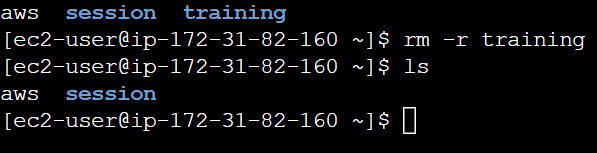 aws  session  training
[ec2-user@ip-172-31-82-160 ~]$ rm -r training
[ec2-user@ip-172-31-82-160 ~]$ ls
aws  session
[ec2-user@ip-172-31-82-160 ~]$